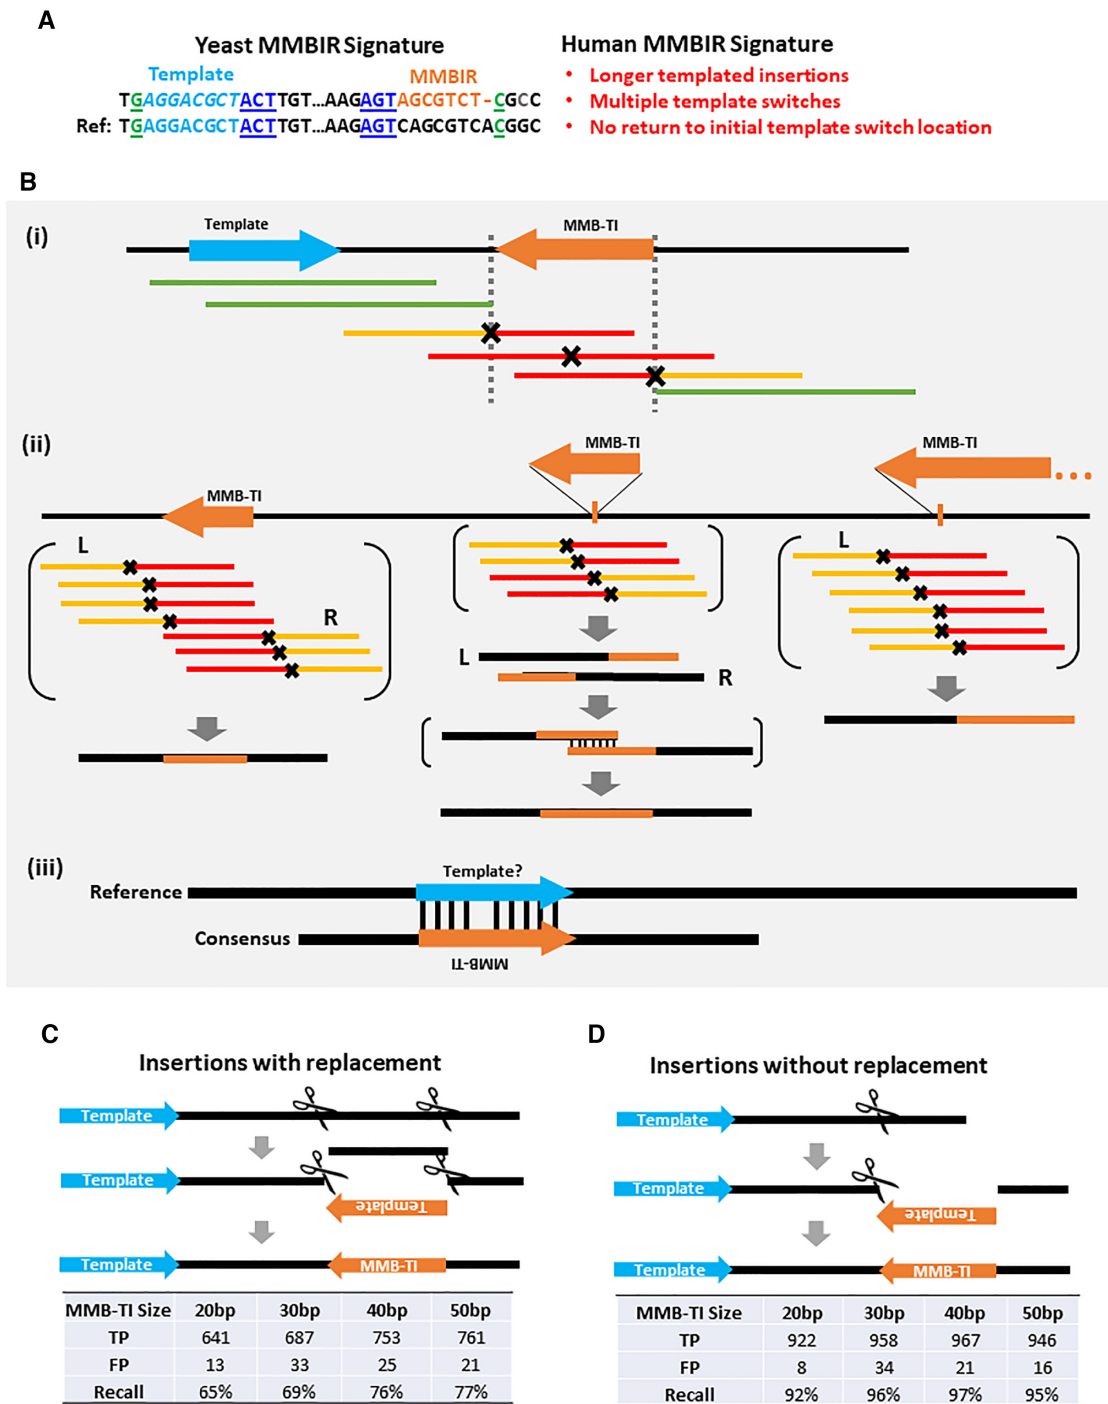 A
Yeast MMBIR Signature
Template
MMBIR
TGAGGACGCTACTTGT...AAGAGTAGCGTCT-CGCC
Ref: TGAGGACGCTACTTGT...AAGAGTCAGCGTCACGGC
Human MMBIR Signature
• Longer templated insertions
• Multiple template switches
• No return to initial template switch location
B
(i)
Template
MMB-TI
(ii)
MMB-TI
MMB-TI
MMB-TI
L
R
L
R
L
(iii)
Template?
Reference
Consensus
MMB-TI
C
Insertions with replacement
Template
Template
Template
Template
MMB-TI
MMB-TI Size 20bp 30bp 40bp 50bp
TP 641 687 753 761
FP 13 33 25 21
Recall 65% 69% 76% 77%
D
Insertions without replacement
Template
Template
Template
Template
MMB-TI
MMB-TI Size 20bp 30bp 40bp 50bp
TP 922 958 967 946
FP 8 34 21 16
Recall 92% 96% 97% 95%